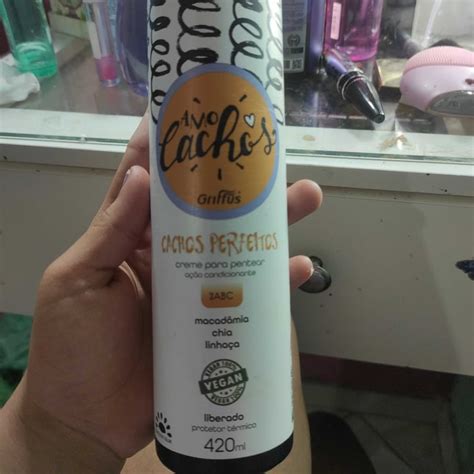 Amo
Cachos
Griffus
CACHOS PERFEITOS
creme para pentear
ação condicionante
3ABC
macadâmia
chia
linhaça
VEGAN
liberado
protetor térmico
420ml